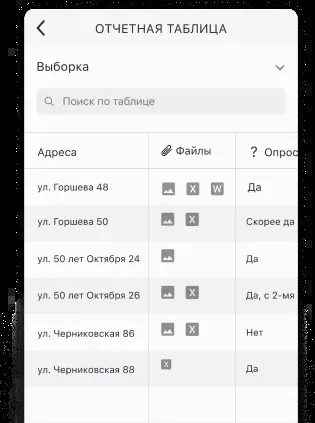 ОТЧЕТНАЯ ТАБЛИЦА
Выборка
Поиск по таблице
Адреса Файлы ? Опрос
ул. Горшева 48 X W Да
ул. Горшева 50 X Скорее да
ул. 50 лет Октября 24 Да
ул. 50 лет Октября 26 X Да, с 2-мя
ул. Черниковская 86 X Нет
ул. Черниковская 88 X Да